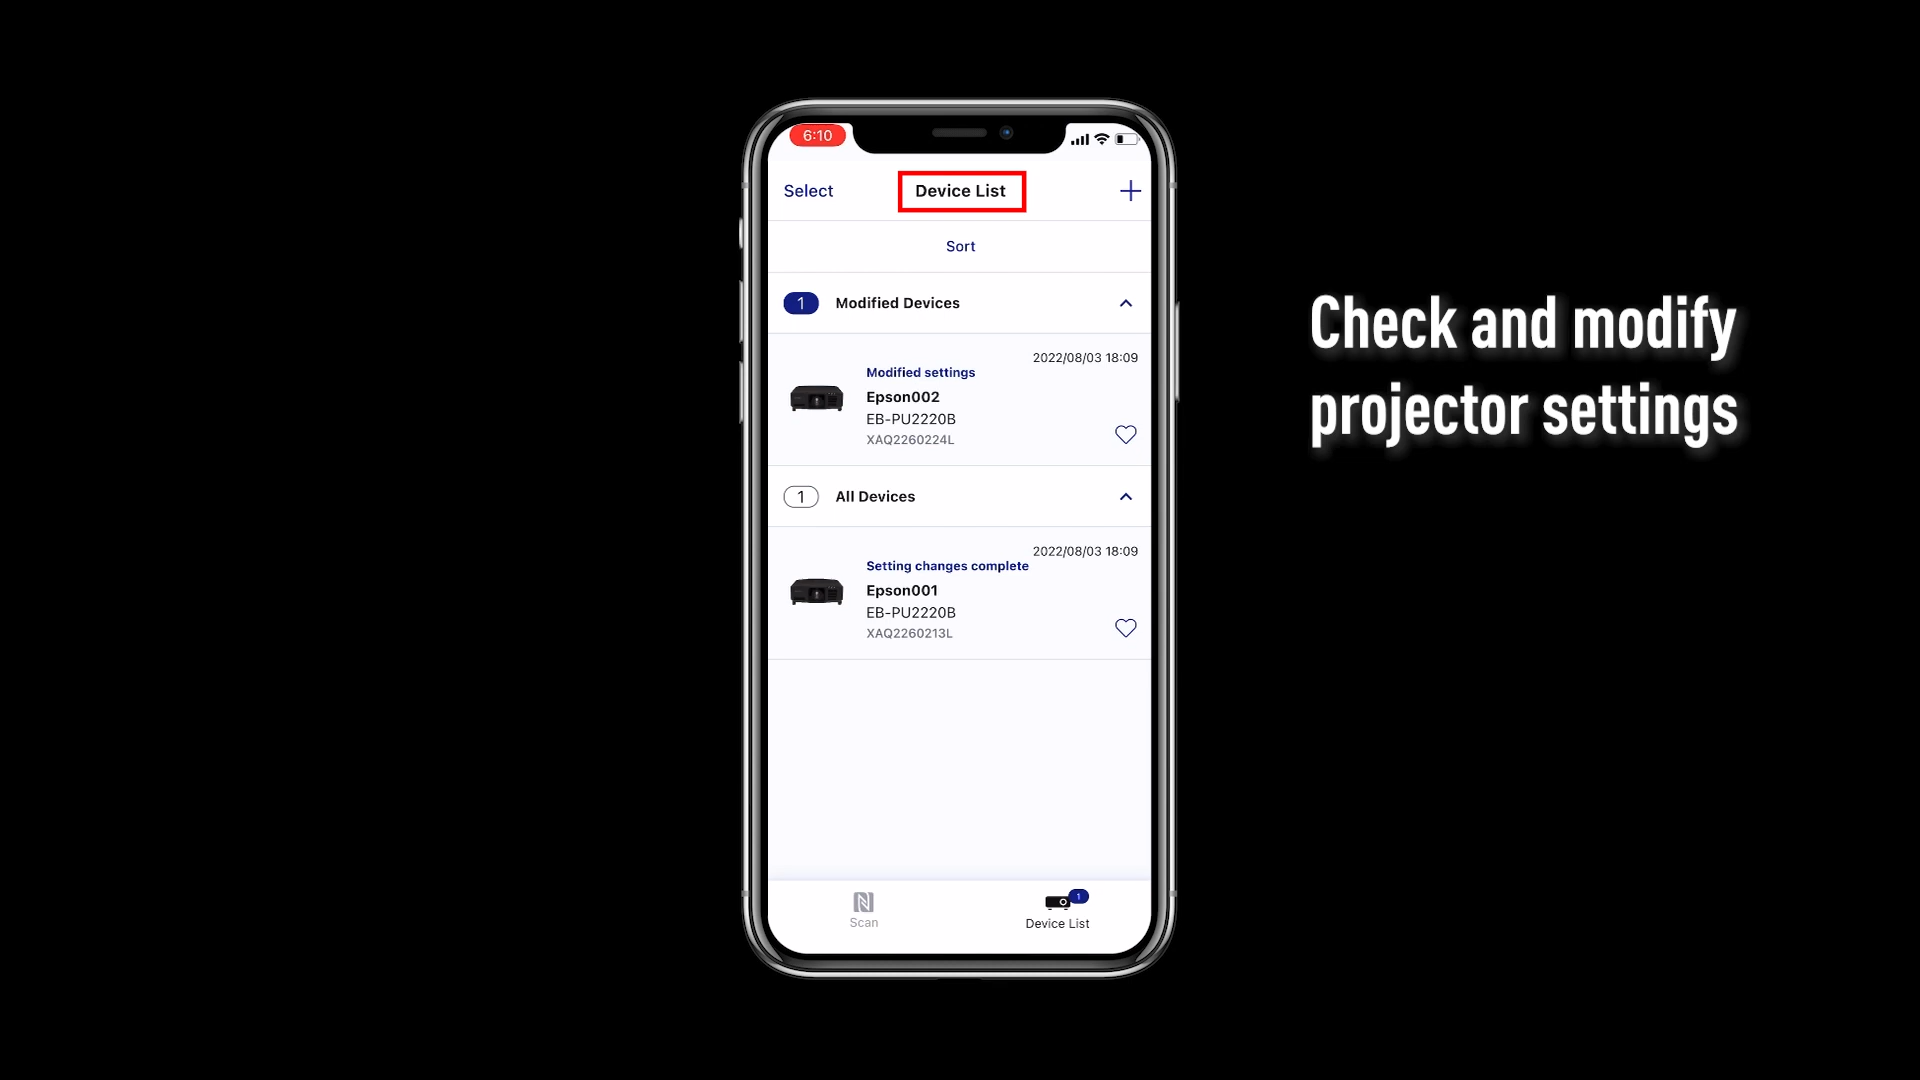 6:10
Select
Device List
Sort
1
Modified Devices
2022/08/03 18:09
Modified settings
Epson002
EB-PU2220B
XAQ2260224L
1
All Devices
2022/08/03 18:09
Setting changes complete
Epson001
EB-PU2220B
XAQ2260213L
Scan
1
Device List
Check and modify
projector settings